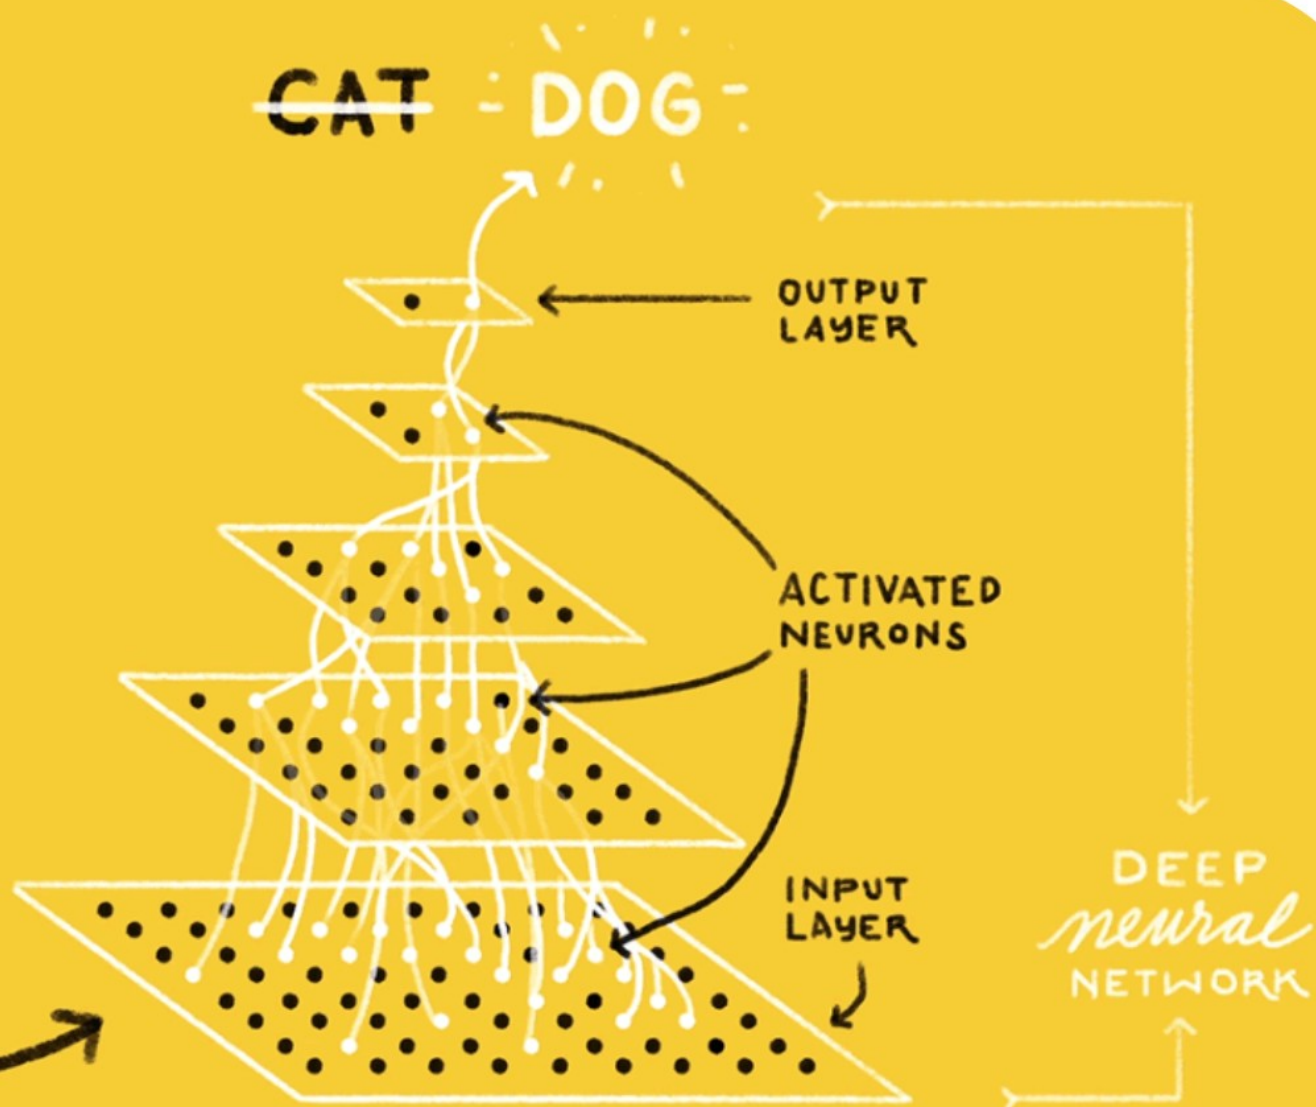 CAT DOG
OUTPUT
LAYER
ACTIVATED
NEURONS
INPUT
LAYER
DEEP
neural
NETWORK